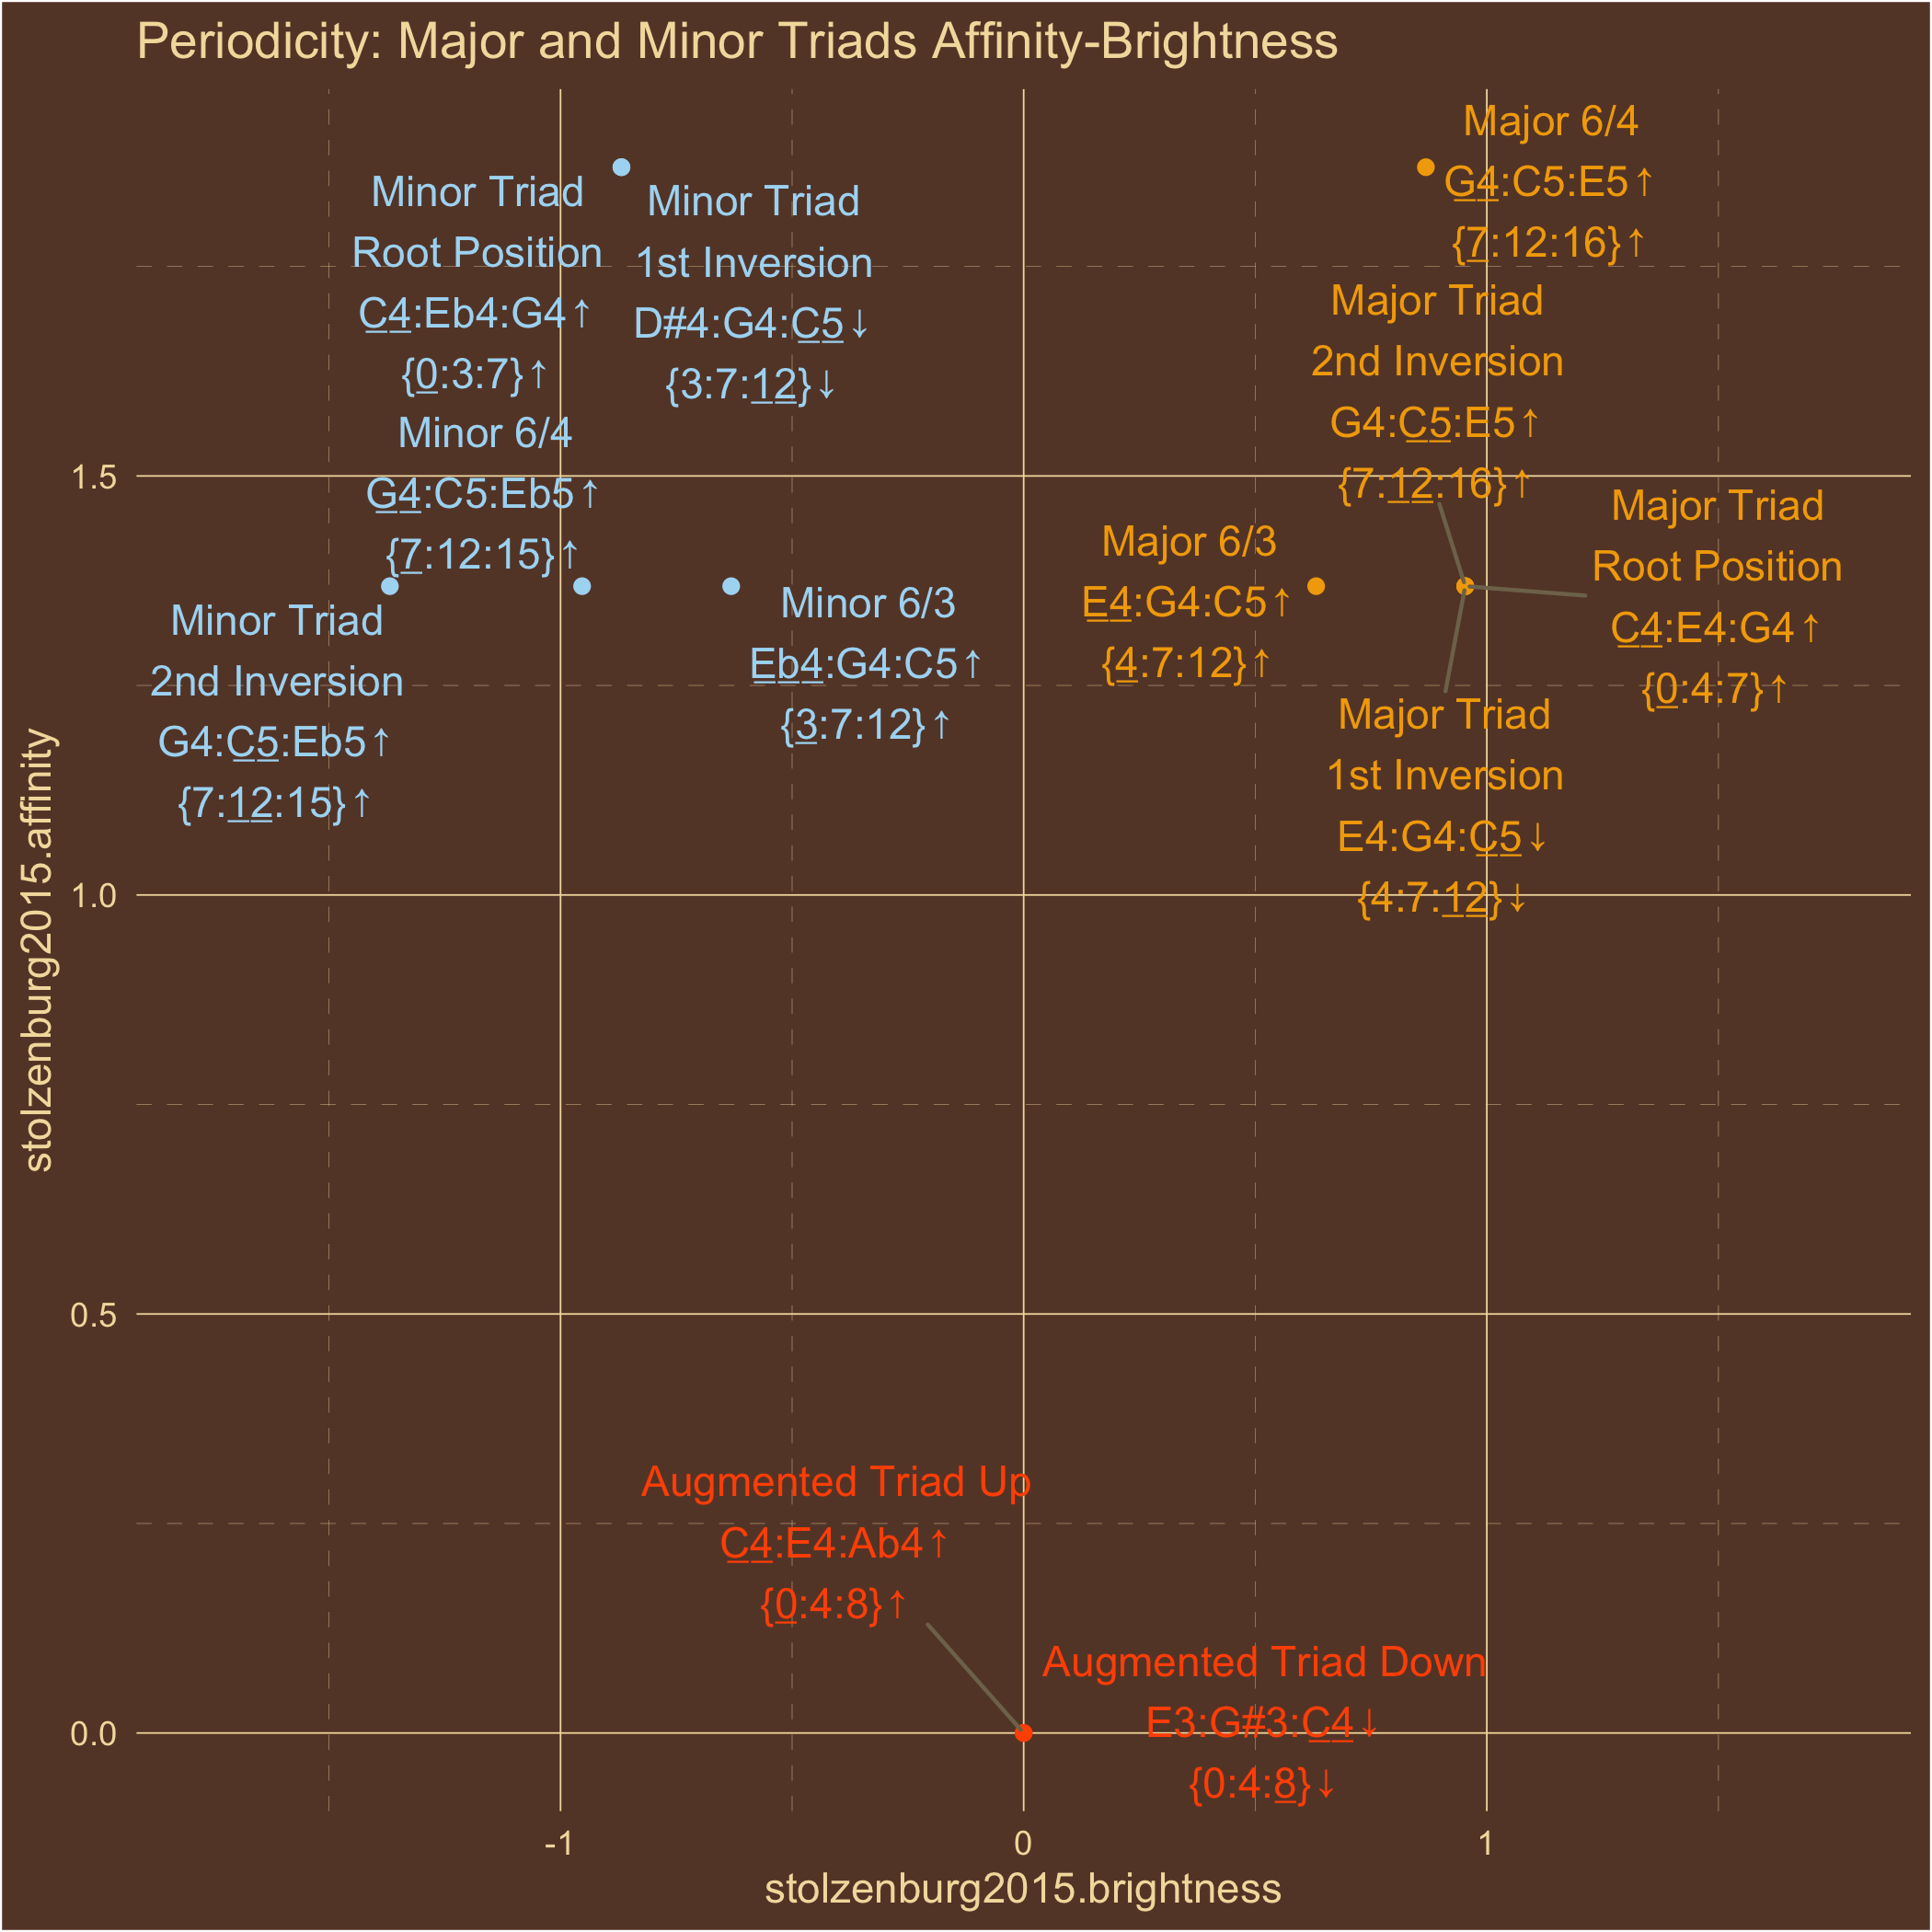 Periodicity: Major and Minor Triads Affinity-Brightness
Major 6/4
G4:C5:E5↑
{7:12:16}↑
Minor Triad
Root Position
C4:Eb4:G4↑
{0:3:7}↑
Minor Triad
1st Inversion
D#4:G4:C5↓
{3:7:12}↓
Major Triad
2nd Inversion
G4:C5:E5↑
{7:12:16}↑
Minor 6/4
G4:C5:Eb5↑
{7:12:15}↑
1.5
Major Triad
Root Position
C4:E4:G4↑
{0:4:7}↑
Major 6/3
E4:G4:C5↑
{4:7:12}↑
Minor 6/3
Eb4:G4:C5↑
{3:7:12}↑
Minor Triad
2nd Inversion
G4:C5:Eb5↑
{7:12:15}↑
Major Triad
1st Inversion
E4:G4:C5↓
{4:7:12}↓
1.0
stolzenburg2015.affinity
0.5
Augmented Triad Up
C4:E4:Ab4↑
{0:4:8}↑
Augmented Triad Down
E3:G#3:C4↓
{0:4:8}↓
0.0
-1
0
1
stolzenburg2015.brightness